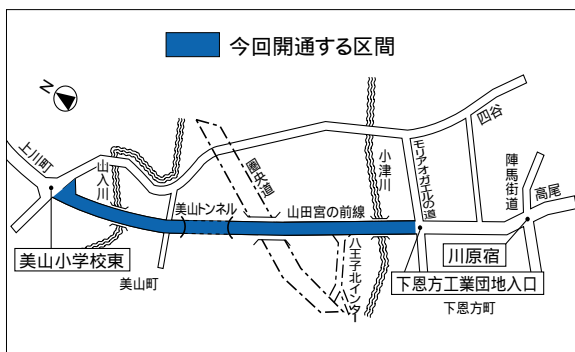 今回開通する区間
N
上川町
山入川
圏央道
小津川
モリアオガエルの道
四谷
陣馬街道
高尾
美山トンネル
山田宮の前線
八王子北インター
美山小学校東
美山町
川原宿
下恩方工業団地入口
下恩方町